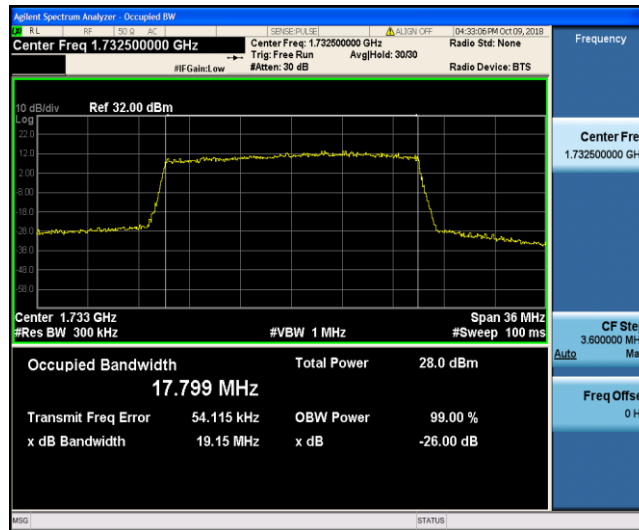 Agilent Spectrum Analyzer - Occupied BW
RL RF 50 Ω AC SENSE:PULSE ALIGN OFF 04:33:06 PM Oct 09, 2018
Center Freq 1.732500000 GHz Center Freq: 1.732500000 GHz Radio Std: None
Trig: Free Run Avg|Hold: 30/30
#IFGain:Low #Atten: 30 dB Radio Device: BTS
Frequency
10 dB/div Ref 32.00 dBm
Log
22.0
12.0
2.00
-8.00
-18.0
-28.0
-38.0
-48.0
-58.0
Center 1.733 GHz Span 36 MHz
#Res BW 300 kHz #VBW 1 MHz #Sweep 100 ms
Occupied Bandwidth Total Power 28.0 dBm
17.799 MHz
Transmit Freq Error 54.115 kHz OBW Power 99.00 %
x dB Bandwidth 19.15 MHz x dB -26.00 dB
Center Fre
1.732500000 GH
CF Ste
3.600000 MH
Auto Ma
Freq Offse
0 H
MSG STATUS